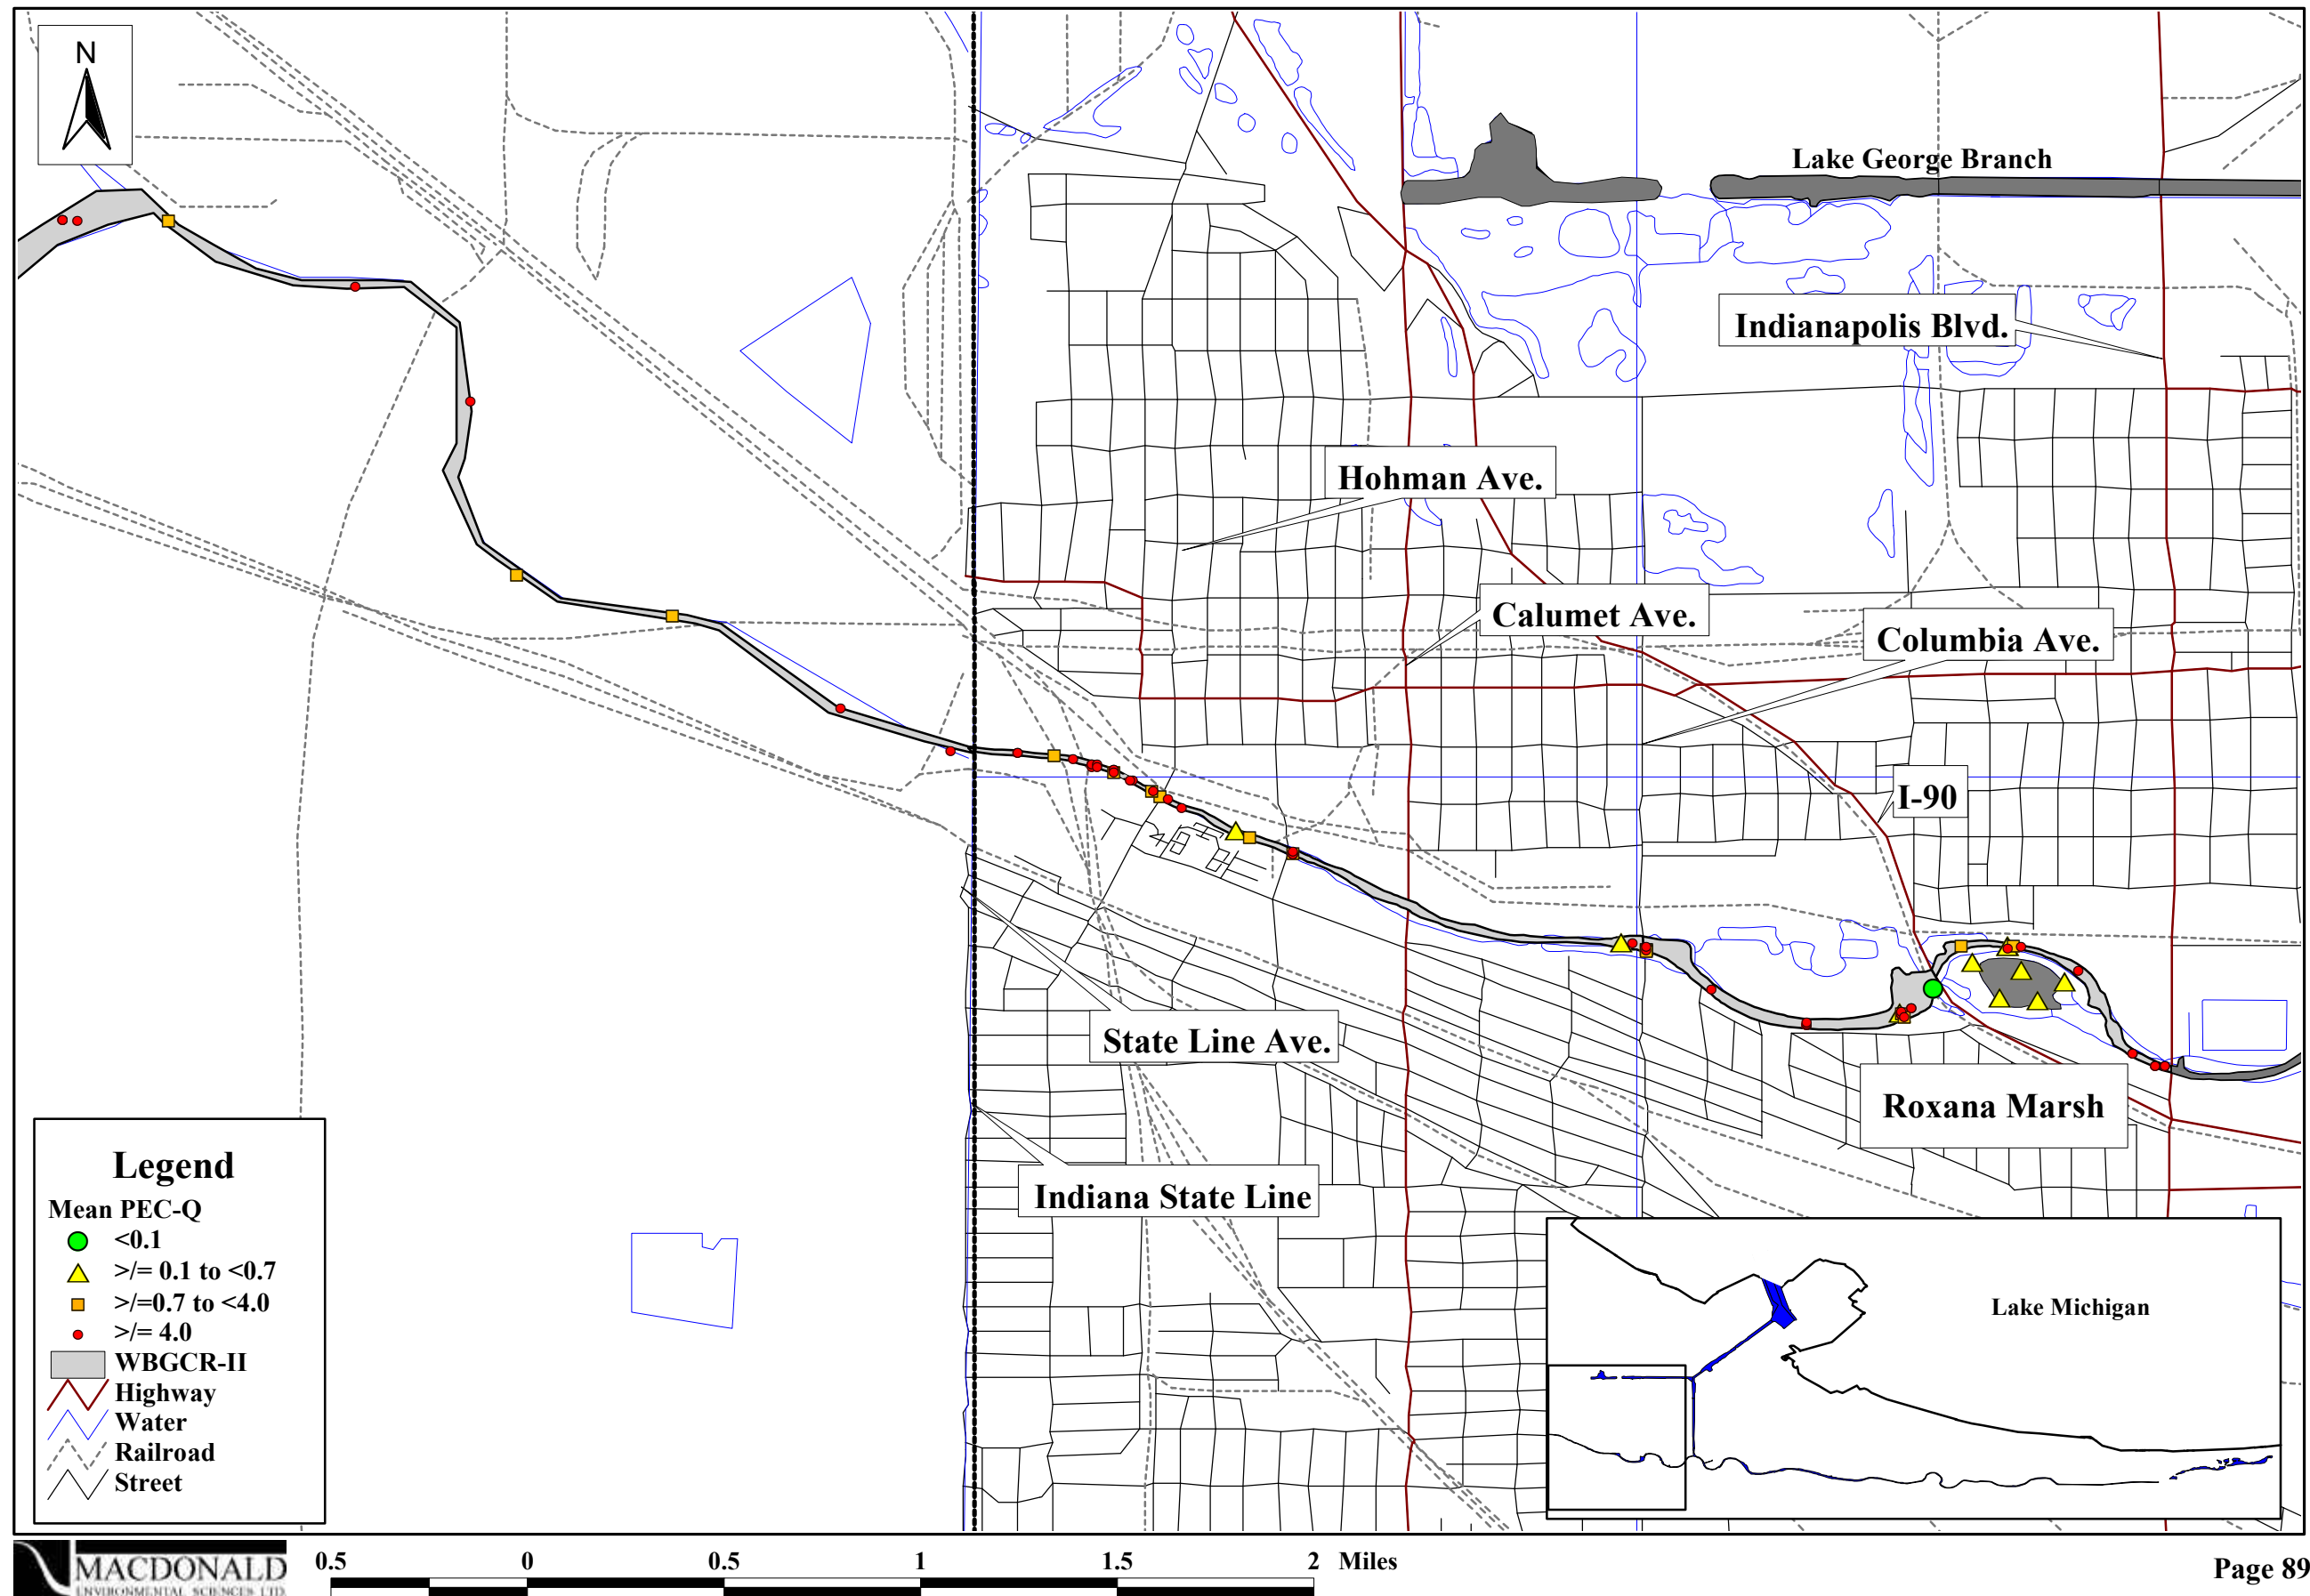 N
Lake George Branch
Indianapolis Blvd.
Hohman Ave.
Calumet Ave.
Columbia Ave.
I-90
State Line Ave.
Roxana Marsh
Indiana State Line
Legend
Mean PEC-Q
<0.1
>/= 0.1 to <0.7
>/=0.7 to <4.0
>/= 4.0
WBGCR-II
Highway
Water
Railroad
Street
Lake Michigan
MACDONALD
ENVIRONMENTAL SCIENCES LTD.
0.5 0 0.5 1 1.5 2 Miles
Page 89